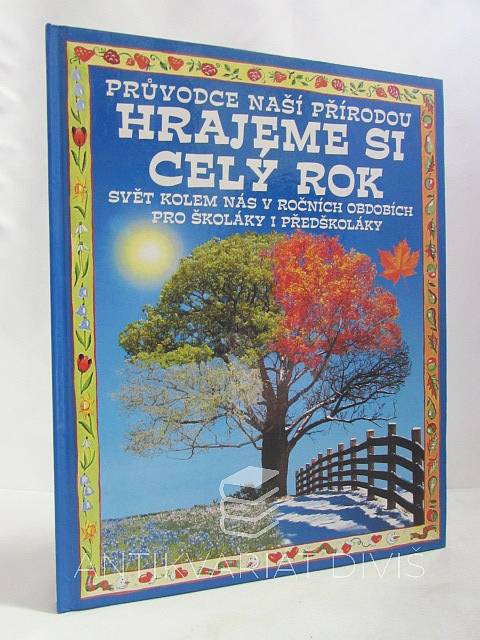 PRŮVODCE NAŠÍ PŘÍRODOU
HRAJEME SI
CELÝ ROK
SVĚT KOLEM NÁS V ROČNÍCH OBDOBÍCH
PRO ŠKOLÁKY I PŘEDŠKOLÁKY
ANTIKVARIÁT DIVIŠ